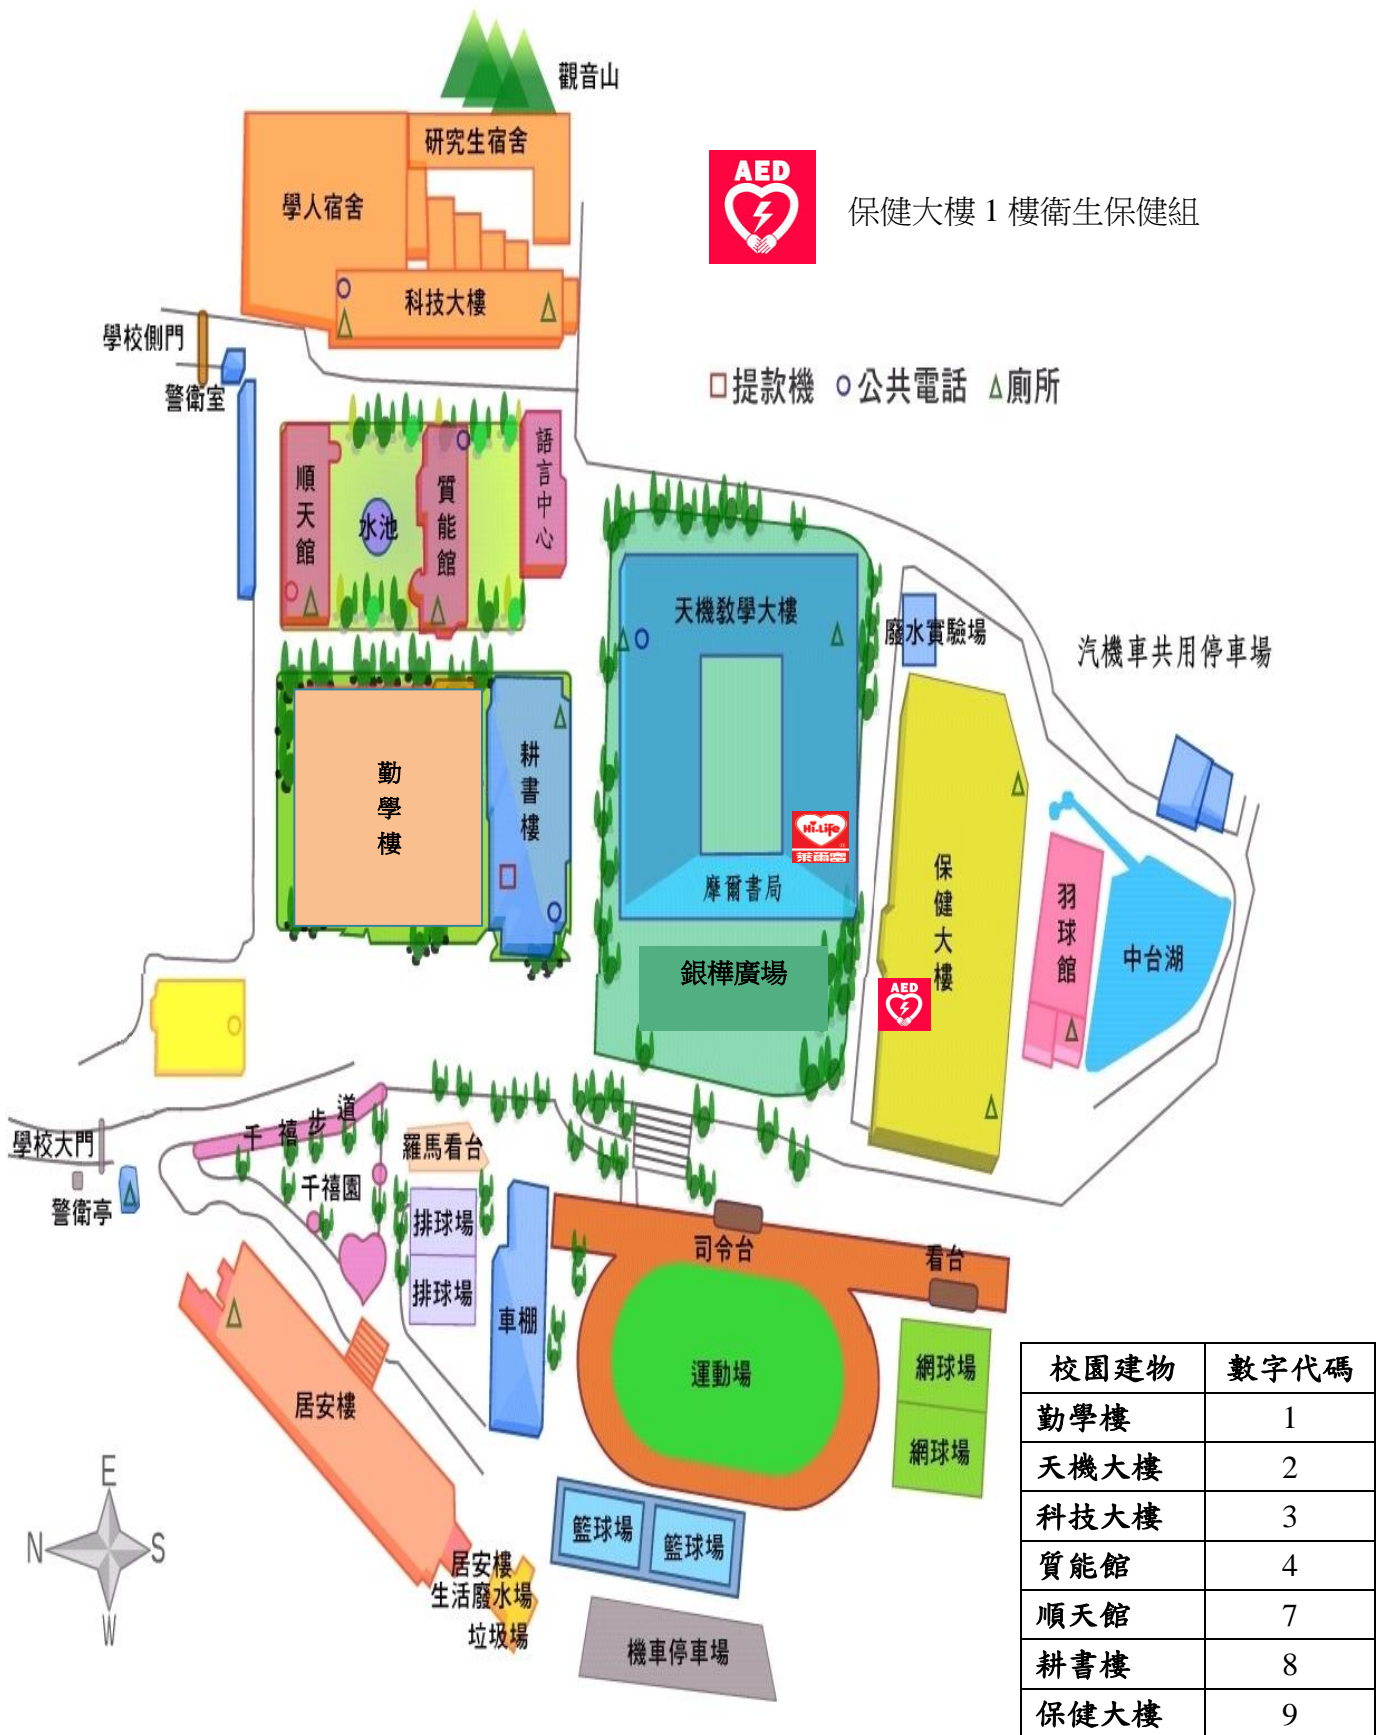 觀音山
研究生宿舍
學人宿舍
AED
保健大樓 1 樓衛生保健組
科技大樓
學校側門
警衛室
提款機 公共電話 廁所
順天館
水池
質能館
語言中心
天機教學大樓
廢水實驗場
汽機車共用停車場
勤學樓
耕書樓
Hi-Life
萊爾富
摩爾書局
保健大樓
羽球館
中台湖
銀樺廣場
AED
千禧步道
學校大門
羅馬看台
警衛亭
千禧園
排球場
排球場
車棚
司令台
看台
運動場
網球場
網球場
居安樓
籃球場
籃球場
居安樓
生活廢水場
垃圾場
機車停車場
E
N S
W
校園建物 數字代碼
勤學樓 1
天機大樓 2
科技大樓 3
質能館 4
順天館 7
耕書樓 8
保健大樓 9